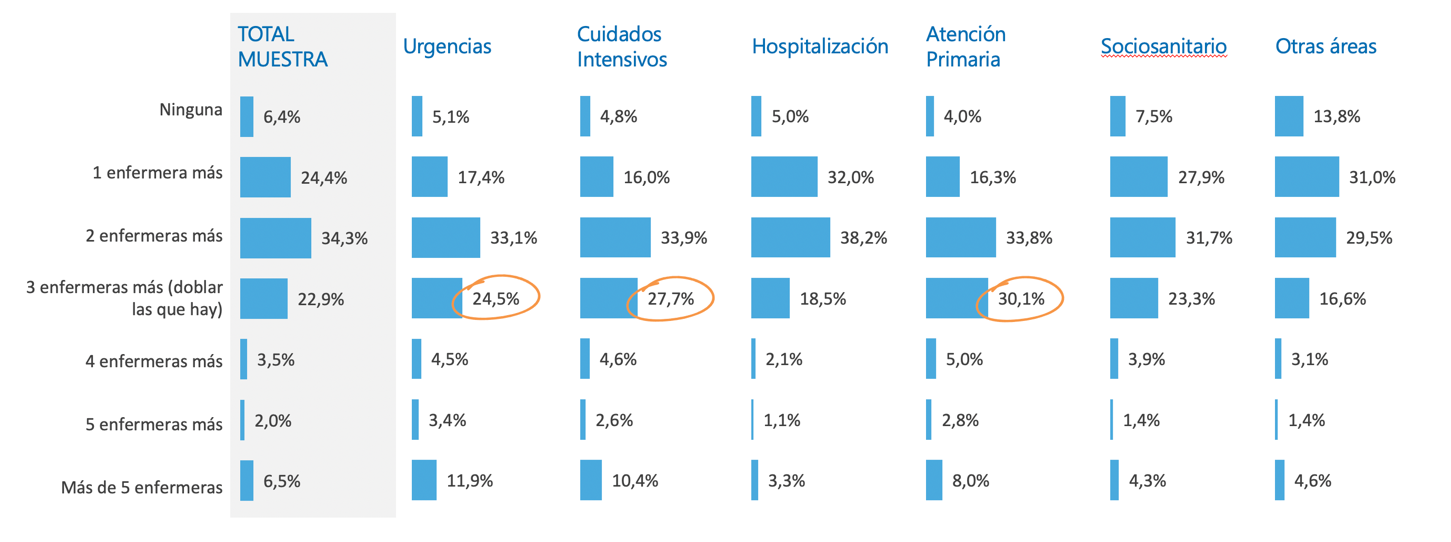 TOTAL MUESTRA Urgencias Cuidados Intensivos Hospitalización Atención Primaria Sociosanitario Otras áreas
Ninguna 6,4% 5,1% 4,8% 5,0% 4,0% 7,5% 13,8%
1 enfermera más 24,4% 17,4% 16,0% 32,0% 16,3% 27,9% 31,0%
2 enfermeras más 34,3% 33,1% 33,9% 38,2% 33,8% 31,7% 29,5%
3 enfermeras más (doblar las que hay) 22,9% 24,5% 27,7% 18,5% 30,1% 23,3% 16,6%
4 enfermeras más 3,5% 4,5% 4,6% 2,1% 5,0% 3,9% 3,1%
5 enfermeras más 2,0% 3,4% 2,6% 1,1% 2,8% 1,4% 1,4%
Más de 5 enfermeras 6,5% 11,9% 10,4% 3,3% 8,0% 4,3% 4,6%